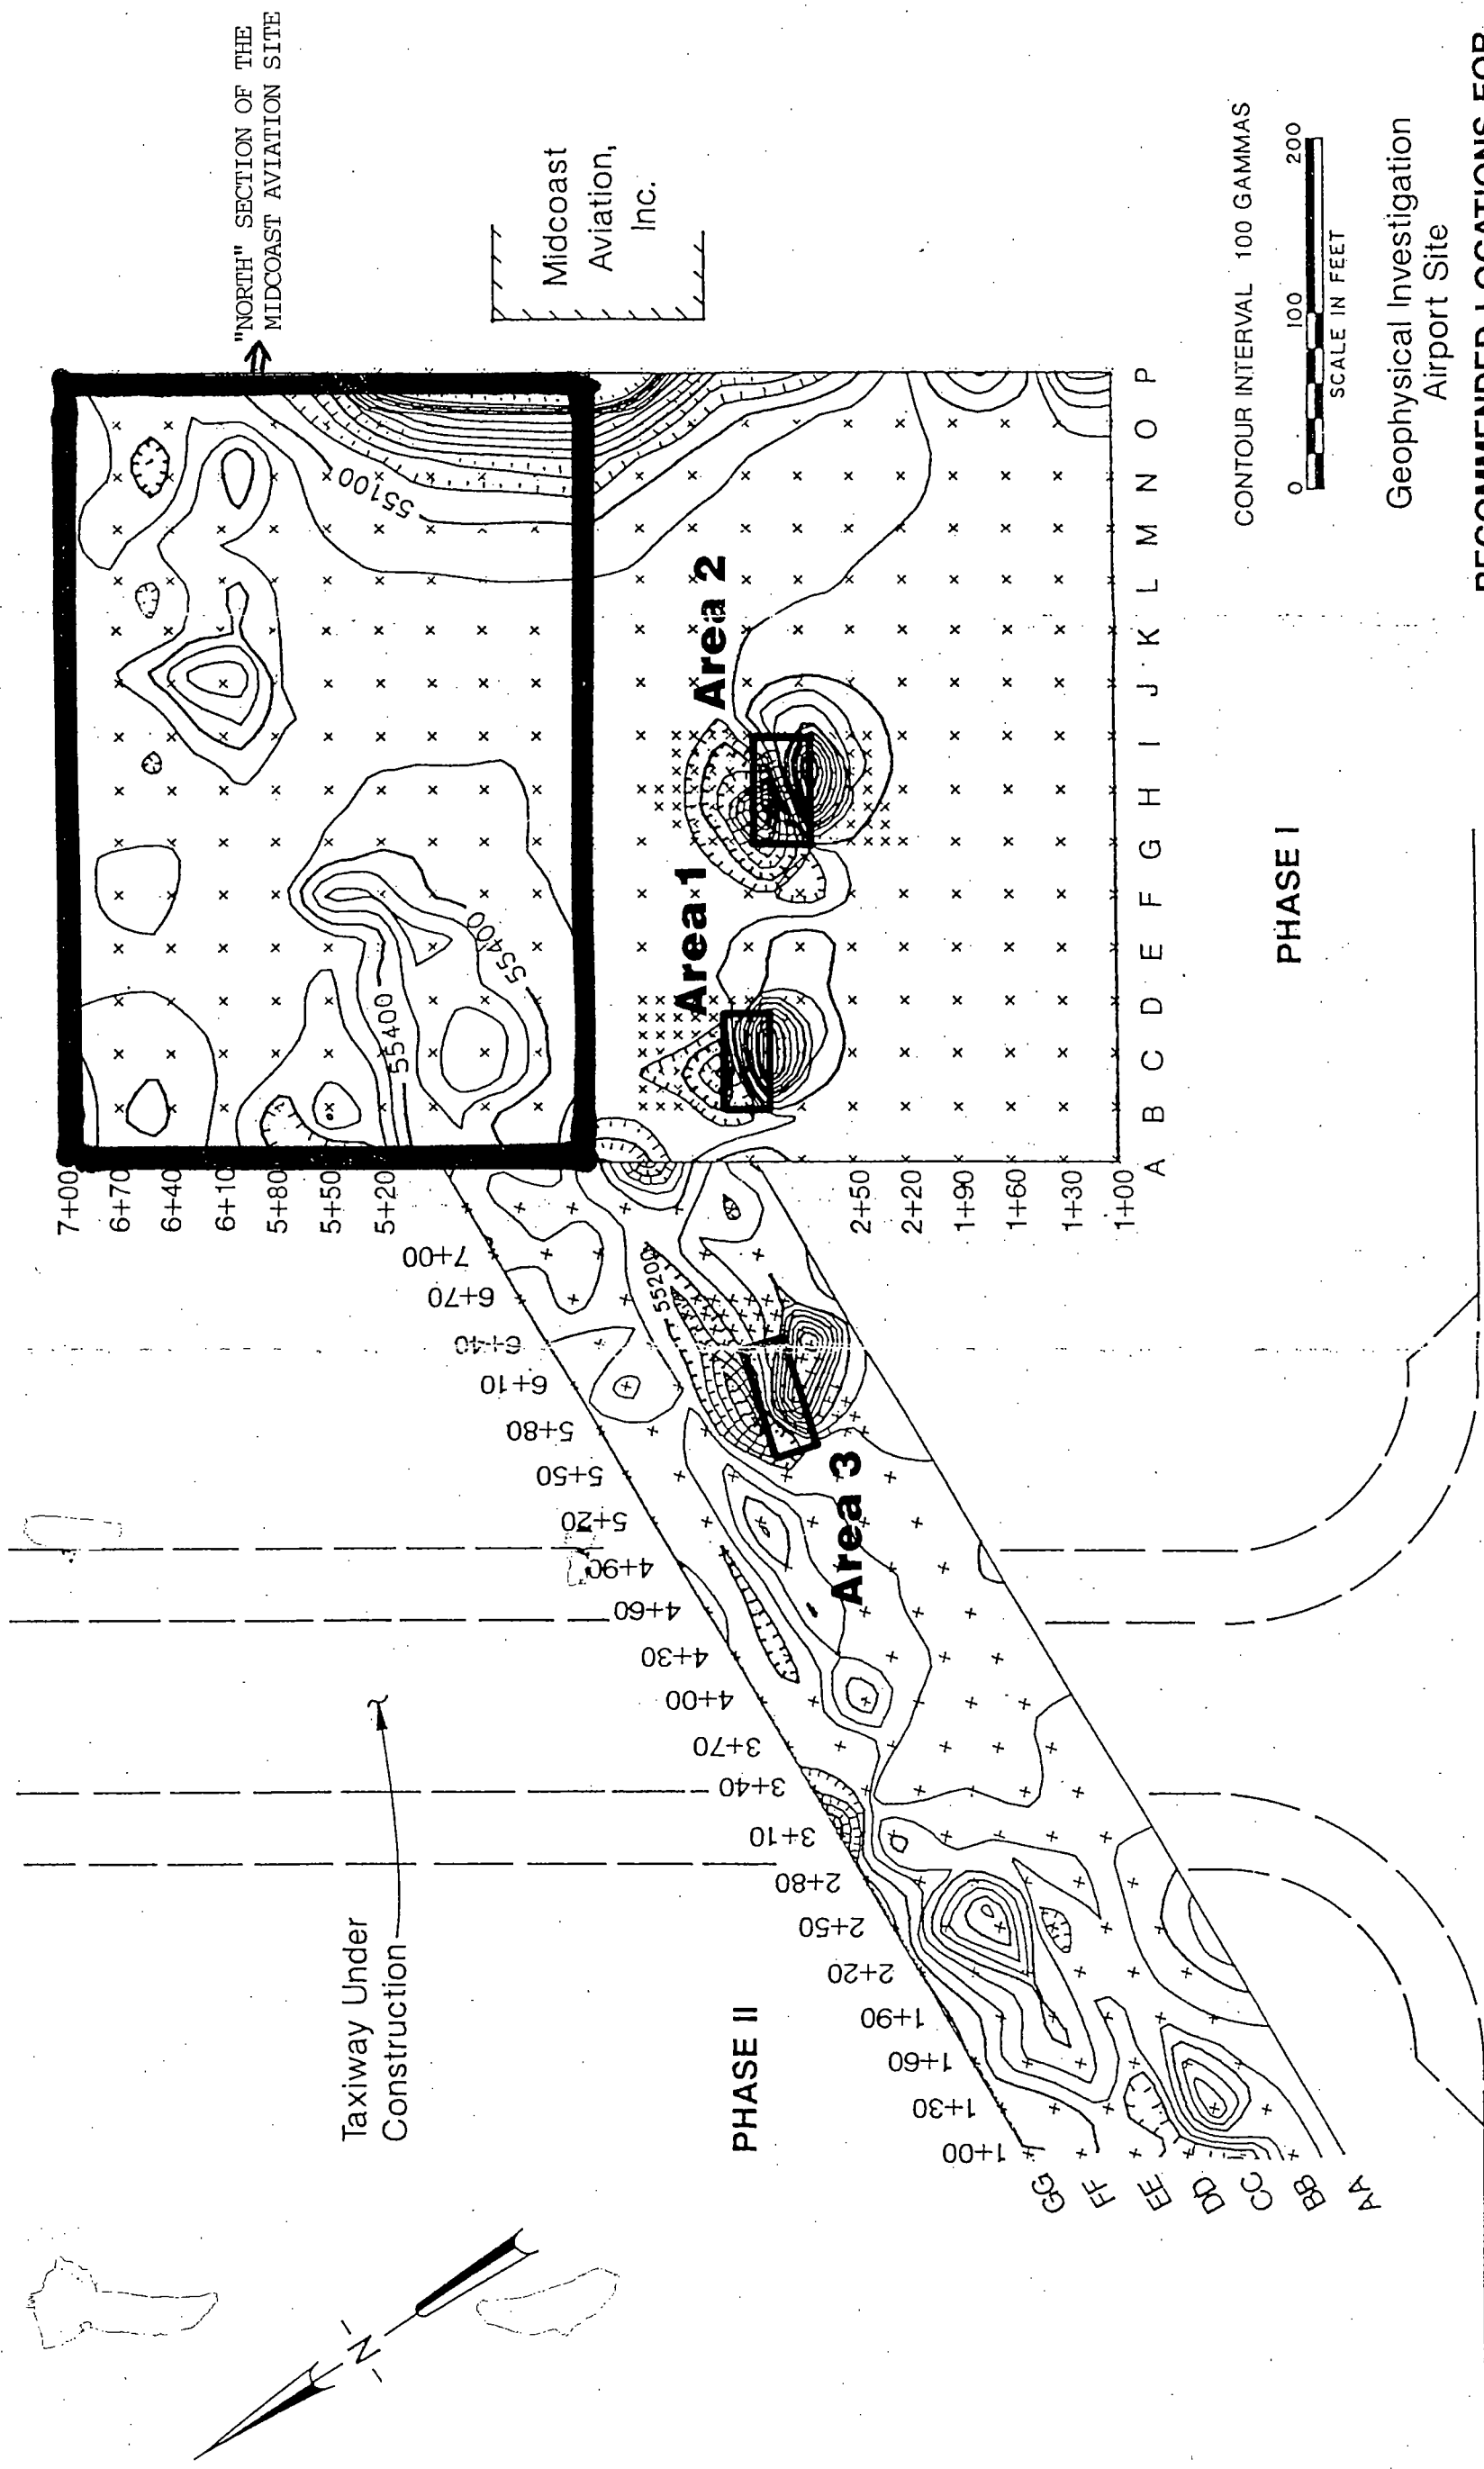 "NORTH" SECTION OF THE
MIDCOAST AVIATION SITE
Midcoast
Aviation,
Inc.
Taxiway Under
Construction
PHASE II
PHASE I
Area 1
Area 2
Area 3
55100
55400
55400
55200
7+00
6+70
6+40
6+10
5+80
5+50
5+20
2+50
2+20
1+90
1+60
1+30
1+00
A B C D E F G H I J K L M N O P
7+00
6+70
6+40
6+10
5+80
5+50
5+20
4+90
4+60
4+30
4+00
3+70
3+40
3+10
2+80
2+50
2+20
1+90
1+60
1+30
1+00
GG
FF
EE
DD
CC
BB
AA
N
CONTOUR INTERVAL 100 GAMMAS
0 100 200
SCALE IN FEET
Geophysical Investigation
Airport Site
RECOMMENDED LOCATIONS FOR